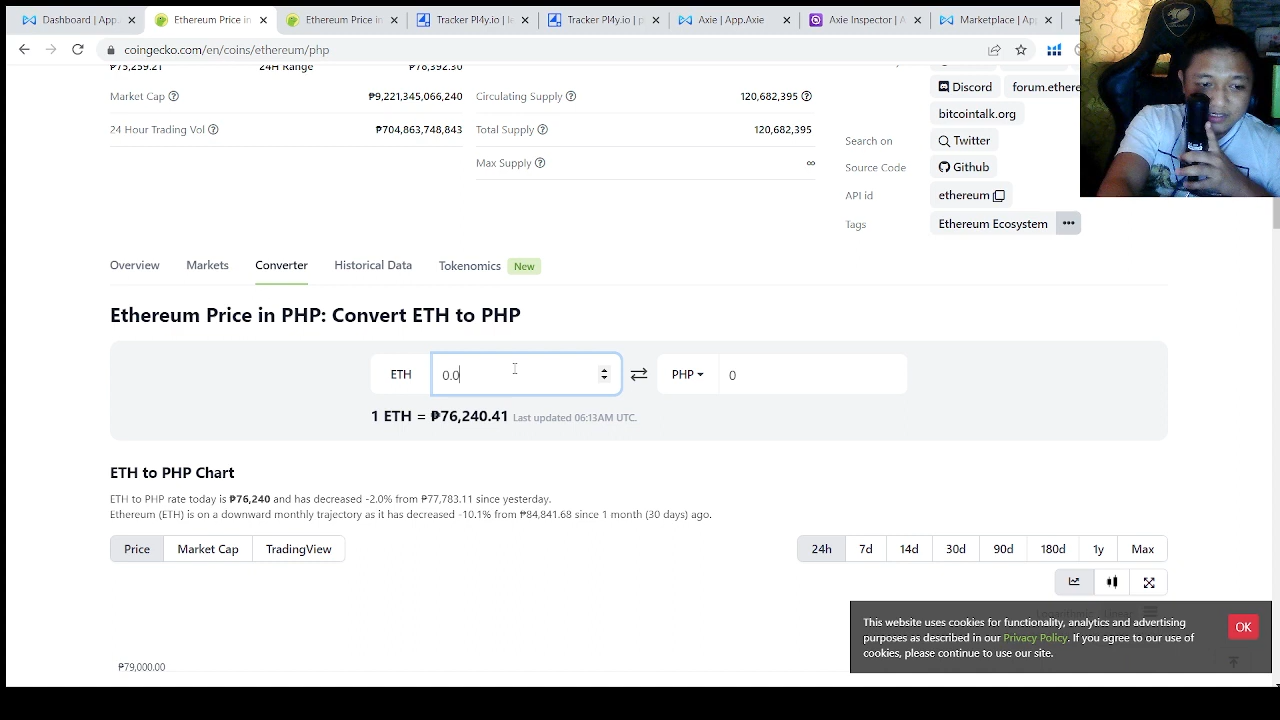 Dashboard | App.
Ethereum Price in
Ethereum Price in
Tracker Pl4y.io | le
Tracker Pl4y.io | p
Axie | App.Axie
Axie Inspector | A
Marketplace | Ap
coingecko.com/en/coins/ethereum/php
₱75,259.21 24H Range ₱78,392.30
Market Cap ₱9,221,345,066,240 Circulating Supply 120,682,395
24 Hour Trading Vol ₱704,863,748,843 Total Supply 120,682,395
Max Supply ∞
Discord forum.ethere
bitcointalk.org
Search on Twitter
Source Code Github
API id ethereum
Tags Ethereum Ecosystem •••
Overview Markets Converter Historical Data Tokenomics New
Ethereum Price in PHP: Convert ETH to PHP
ETH 0.0 PHP 0
1 ETH = ₱76,240.41 Last updated 06:13AM UTC.
ETH to PHP Chart
ETH to PHP rate today is ₱76,240 and has decreased -2.0% from ₱77,783.11 since yesterday.
Ethereum (ETH) is on a downward monthly trajectory as it has decreased -10.1% from ₱84,841.68 since 1 month (30 days) ago.
Price Market Cap TradingView 24h 7d 14d 30d 90d 180d 1y Max
Logarithmic Linear
This website uses cookies for functionality, analytics and advertising
purposes as described in our Privacy Policy. If you agree to our use of
cookies, please continue to use our site.
OK
₱79,000.00